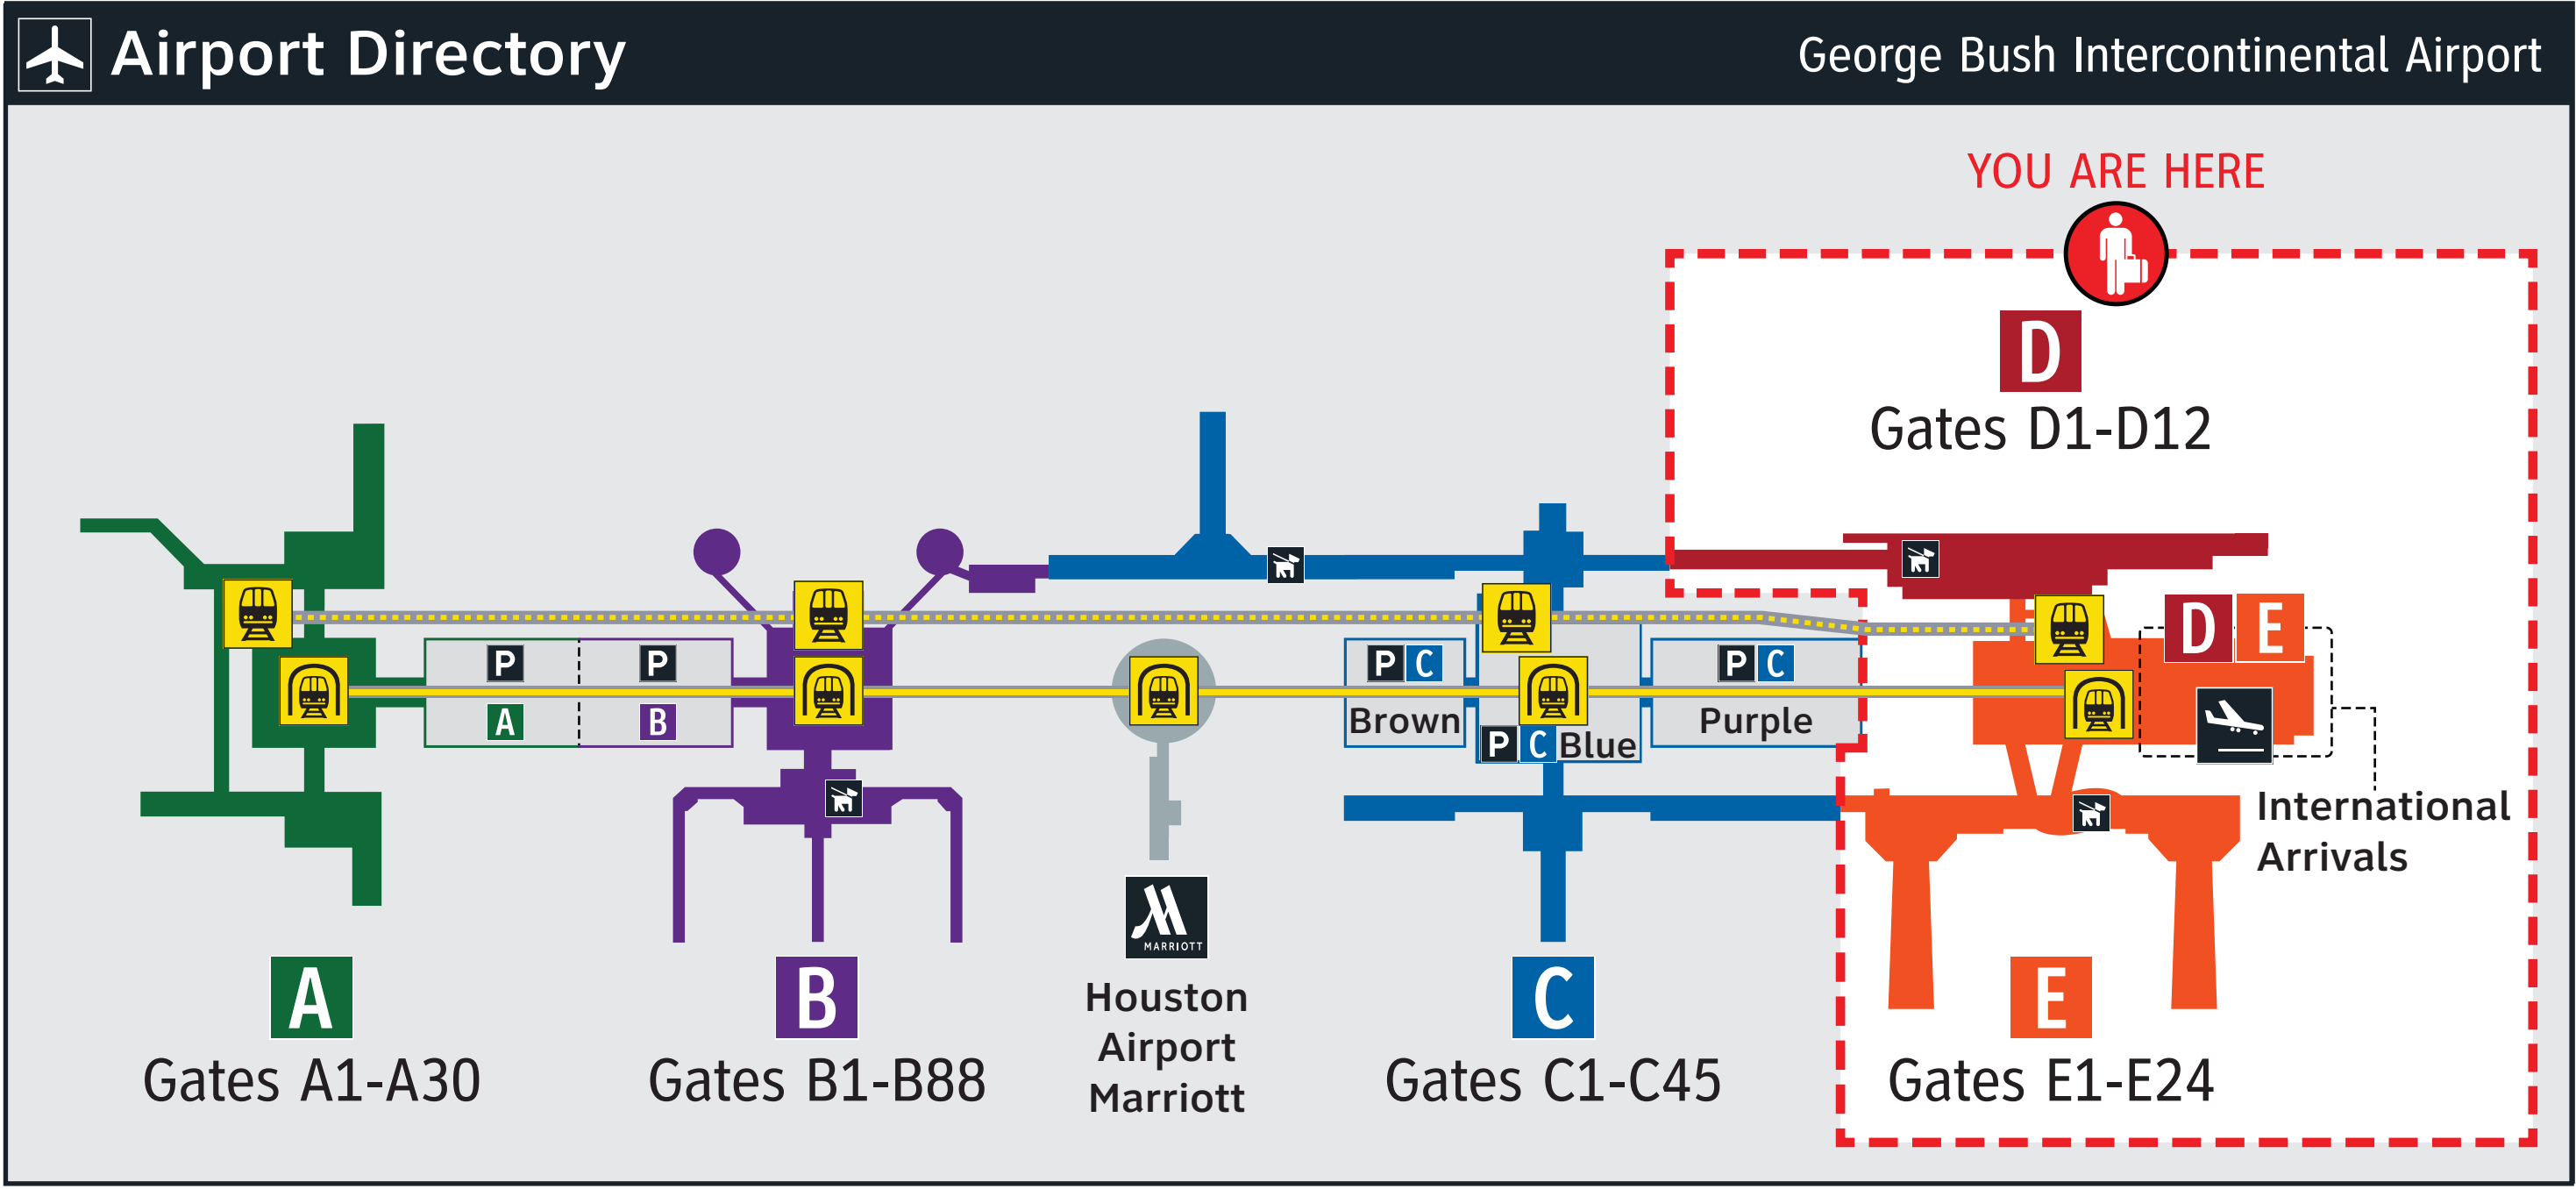 Airport Directory
George Bush Intercontinental Airport
YOU ARE HERE
D
Gates D1-D12
P
P
A
B
P C
Brown
P C Blue
P C
Purple
D E
International
Arrivals
MARRIOTT
Houston
Airport
Marriott
A
Gates A1-A30
B
Gates B1-B88
C
Gates C1-C45
E
Gates E1-E24